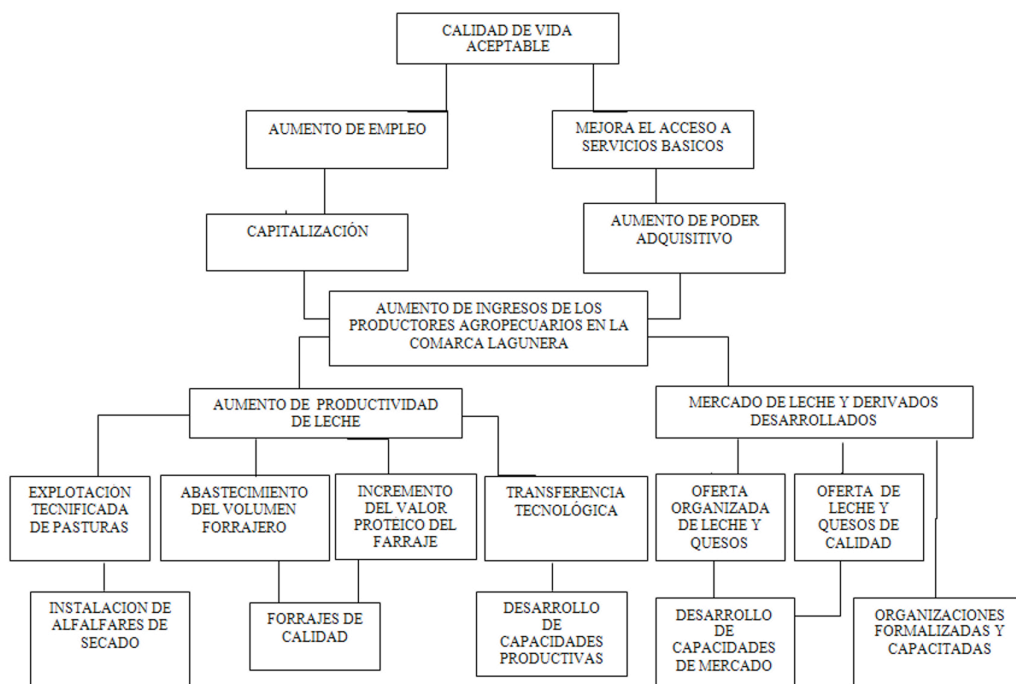 CALIDAD DE VIDA
ACEPTABLE
AUMENTO DE EMPLEO
MEJORA EL ACCESO A
SERVICIOS BASICOS
CAPITALIZACIÓN
AUMENTO DE PODER
ADQUISITIVO
AUMENTO DE INGRESOS DE LOS
PRODUCTORES AGROPECUARIOS EN LA
COMARCA LAGUNERA
AUMENTO DE PRODUCTIVIDAD
DE LECHE
MERCADO DE LECHE Y DERIVADOS
DESARROLLADOS
EXPLOTACION
TECNIFICADA
DE PASTURAS
ABASTECIMIENTO
DEL VOLUMEN
FORRAJERO
INCREMENTO
DEL VALOR
PROTÉICO DEL
FARRAJE
TRANSFERENCIA
TECNOLÓGICA
OFERTA
ORGANIZADA
DE LECHE Y
QUESOS
OFERTA DE
LECHE Y
QUESOS DE
CALIDAD
INSTALACION DE
ALFALFARES DE
SECADO
FORRAJES DE
CALIDAD
DESARROLLO
DE
CAPACIDADES
PRODUCTIVAS
DESARROLLO
DE
CAPACIDADES
DE MERCADO
ORGANIZACIONES
FORMALIZADAS Y
CAPACITADAS